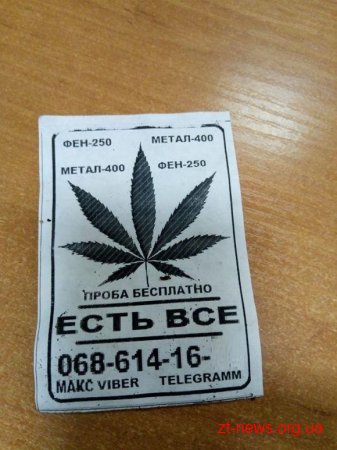 ФЕН-250 МЕТАЛ-400
МЕТАЛ-400 ФЕН-250
ПРОБА БЕСПЛАТНО
ЕСТЬ ВСЕ
068-614-16-
МАКС VIBER TELEGRAMM
zt-news.org.ua